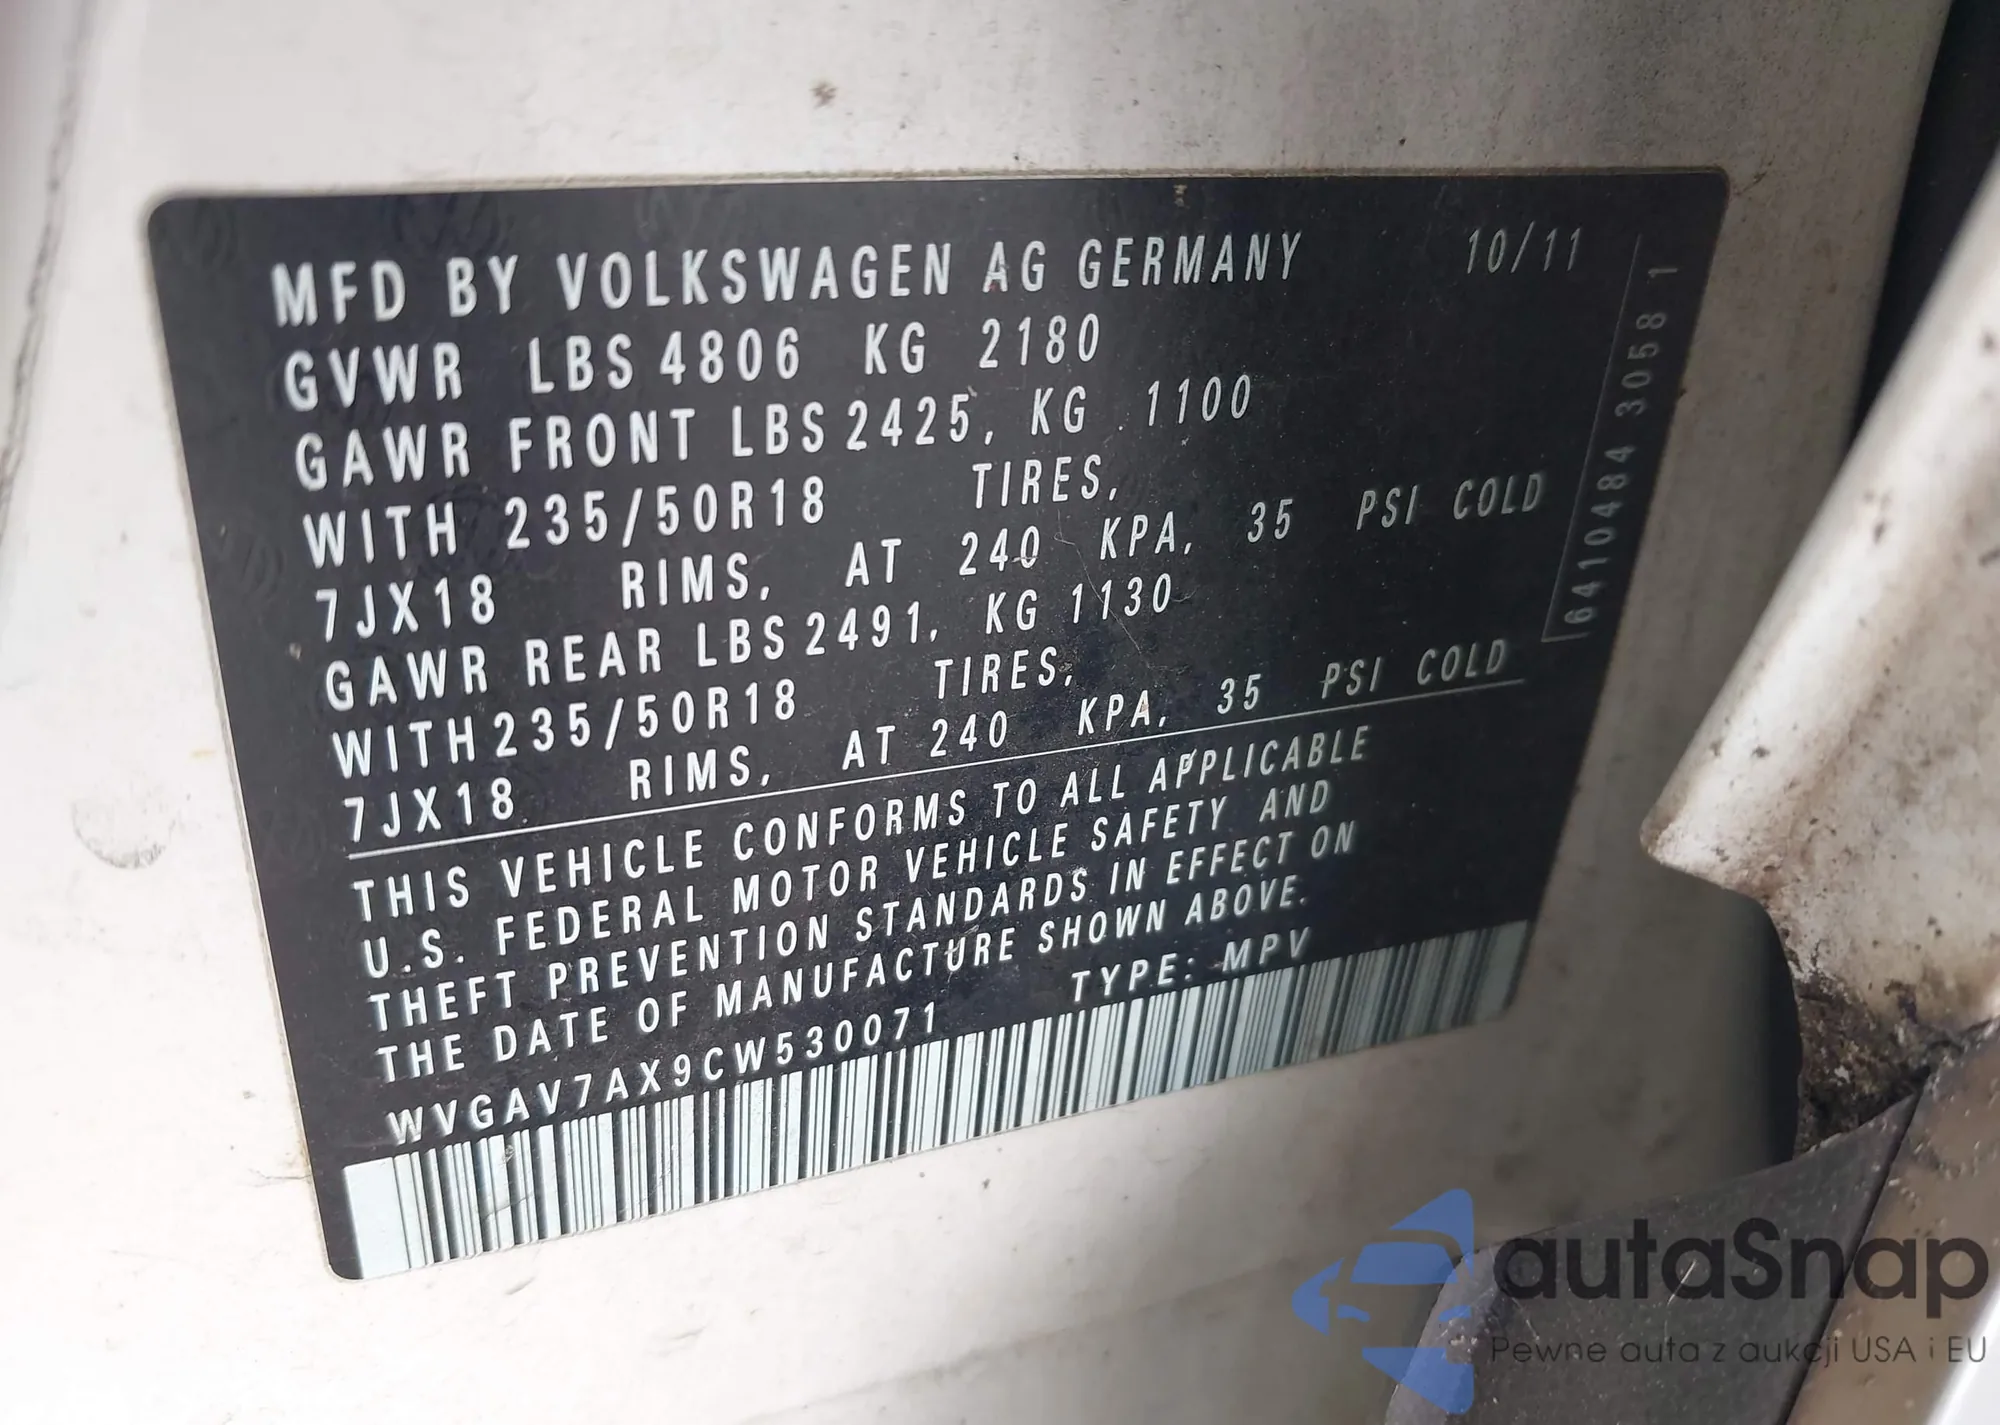 MFD BY VOLKSWAGEN AG GERMANY 10/11
GVWR LBS 4806 KG 2180
GAWR FRONT LBS 2425, KG 1100
WITH 235/50R18 TIRES,
7JX18 RIMS, AT 240 KPA, 35 PSI COLD
GAWR REAR LBS 2491, KG 1130
WITH 235/50R18 TIRES,
7JX18 RIMS, AT 240 KPA, 35 PSI COLD
THIS VEHICLE CONFORMS TO ALL APPLICABLE
U.S. FEDERAL MOTOR VEHICLE SAFETY AND
THEFT PREVENTION STANDARDS IN EFFECT ON
THE DATE OF MANUFACTURE SHOWN ABOVE.
WVGAV7AX9CW530071 TYPE: MPV
6410484 3058 1
autaSnap
Pewne auta z aukcji USA i EU